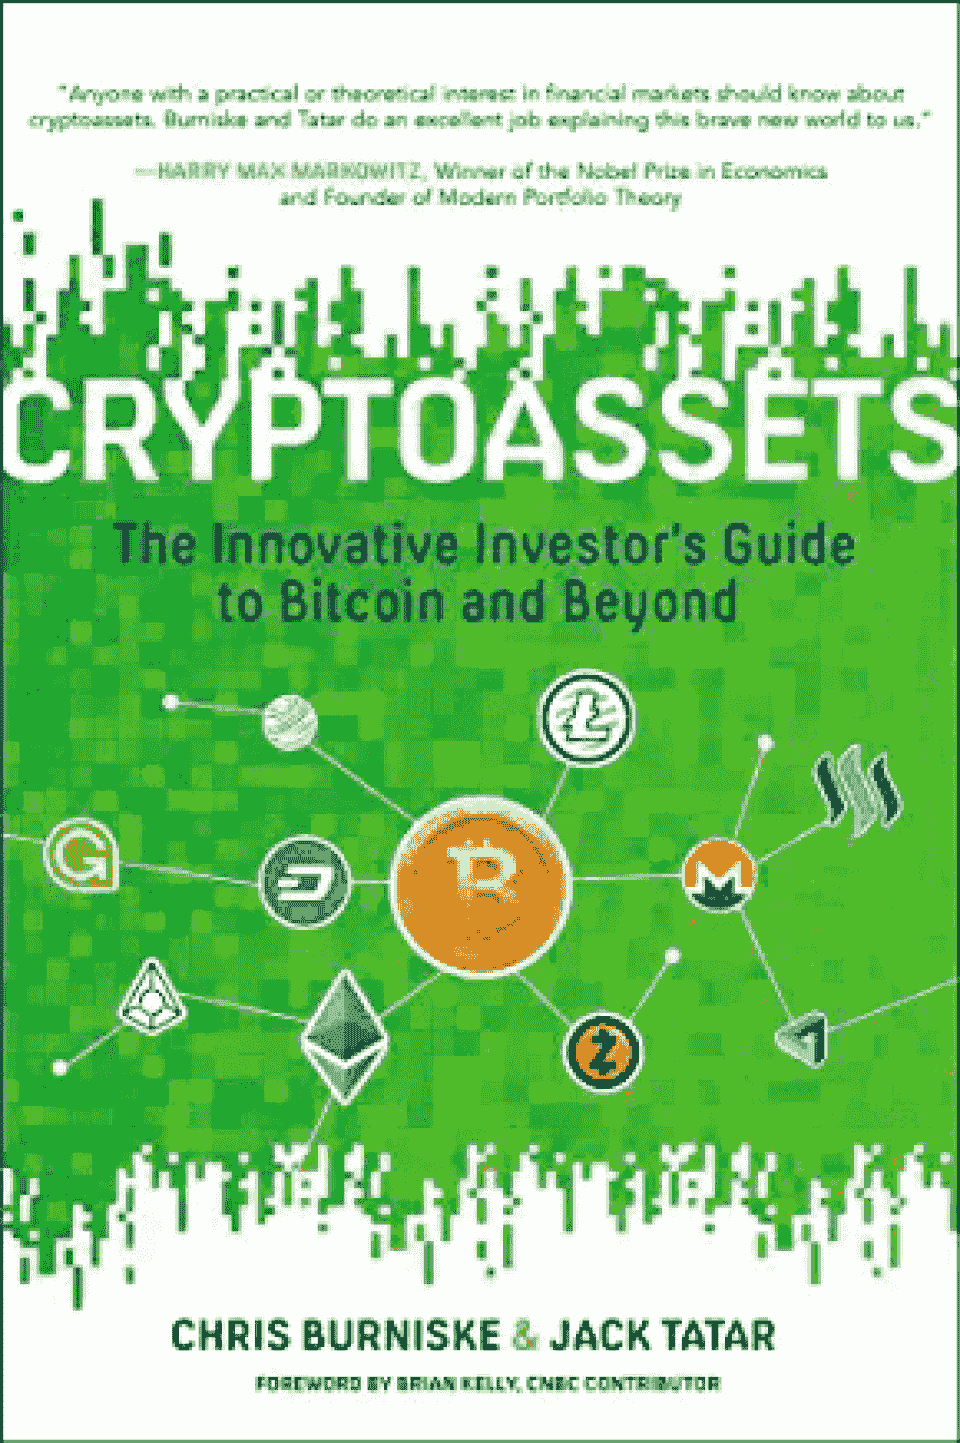 "Anyone with a practical or theoretical interest in financial markets should know about
cryptoassets. Burniske and Tatar do an excellent job explaining this brave new world to us."
—HARRY MAX MARKOWITZ, Winner of the Nobel Prize in Economics
and Founder of Modern Portfolio Theory
CRYPTOASSETS
The Innovative Investor's Guide
to Bitcoin and Beyond
CHRIS BURNISKE & JACK TATAR
FOREWORD BY BRIAN KELLY, CNBC CONTRIBUTOR